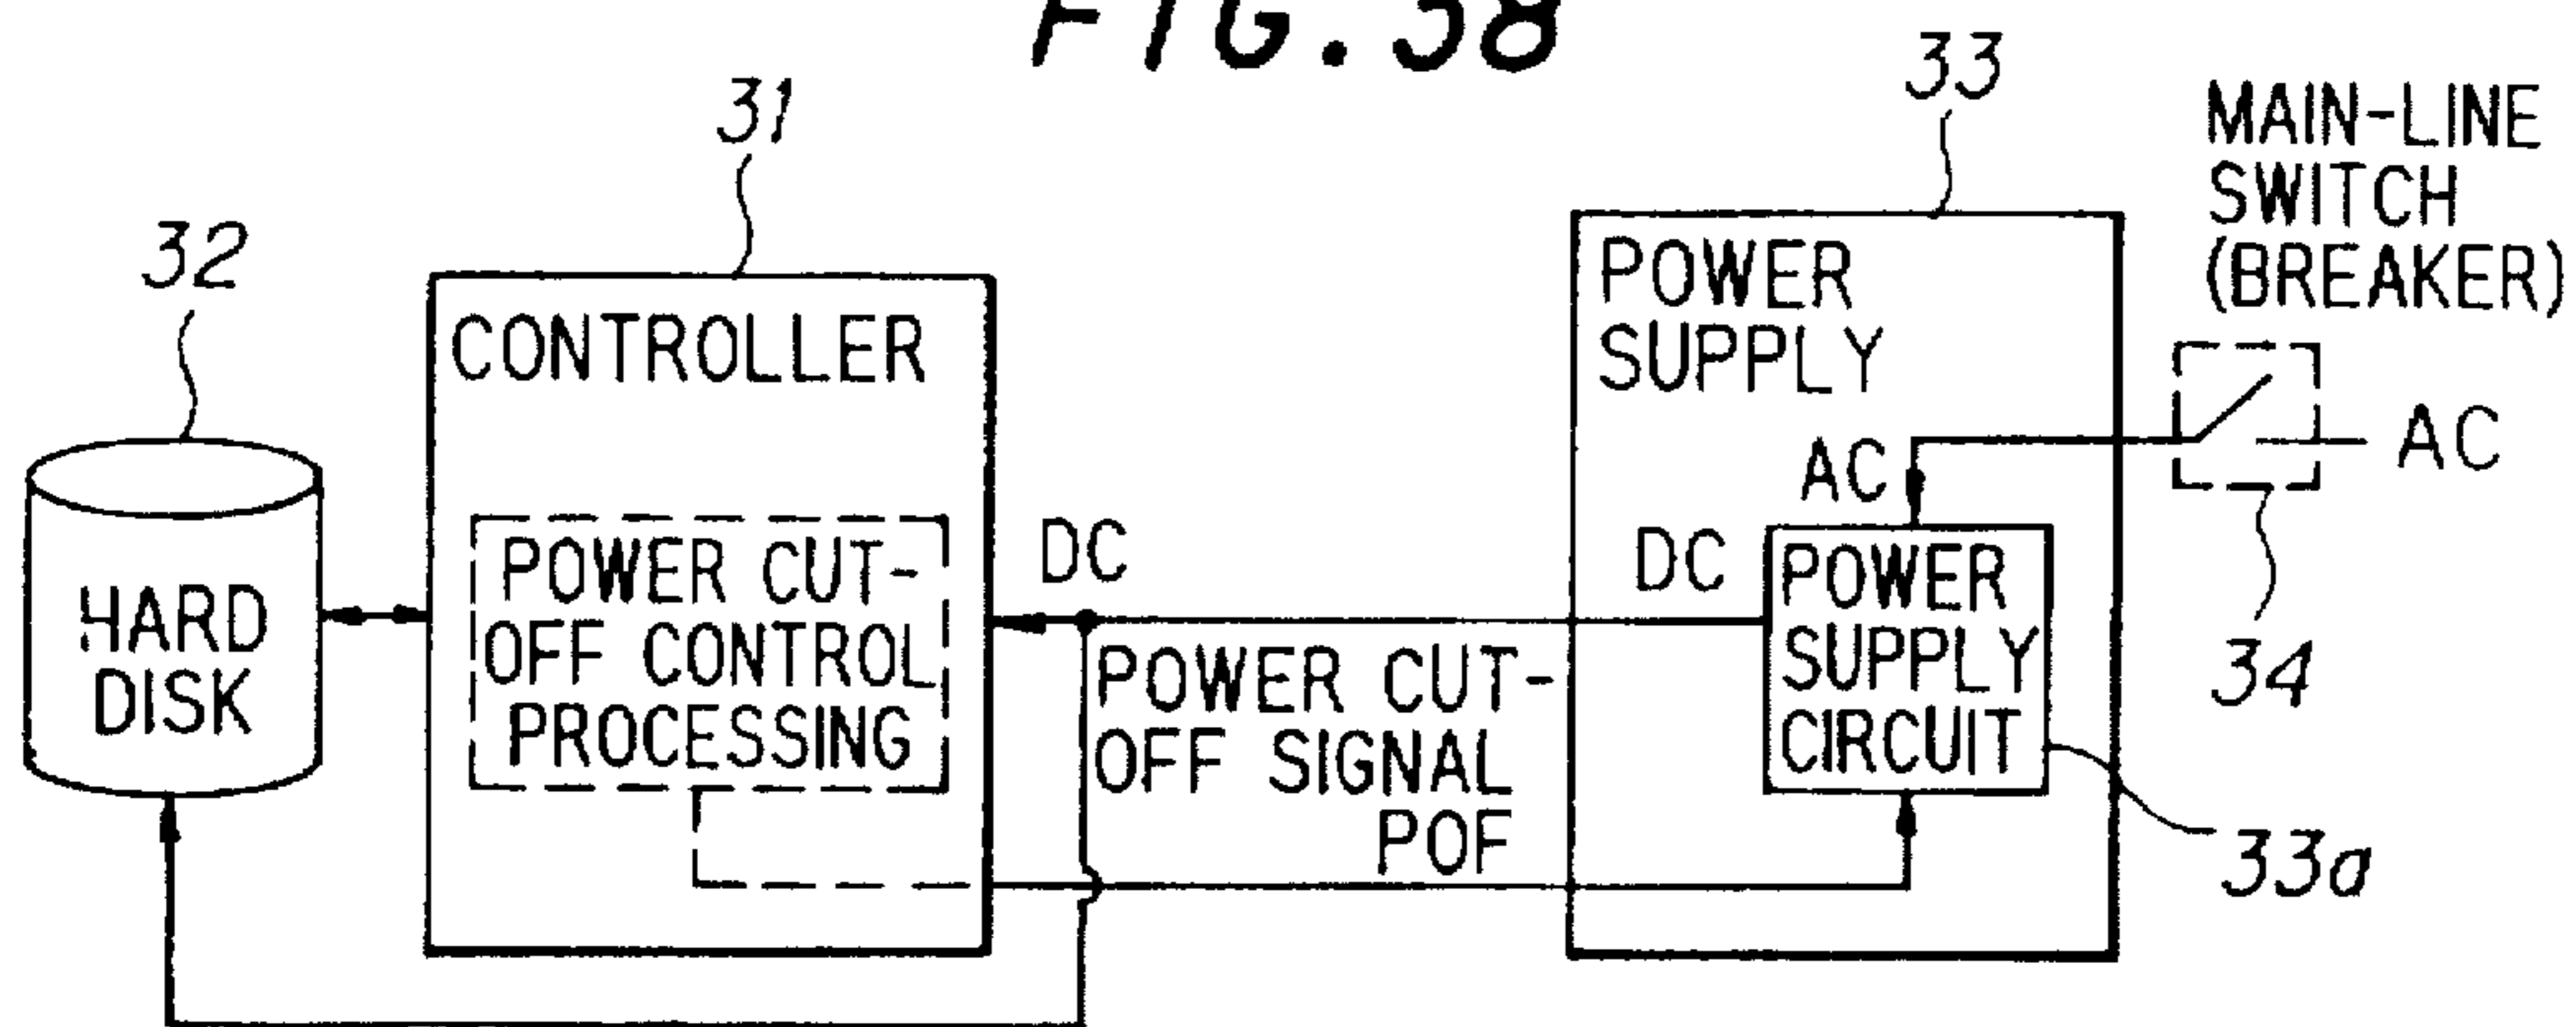 FIG. 38
31
33
MAIN-LINE
SWITCH
(BREAKER)
32
CONTROLLER
POWER
SUPPLY
AC
AC
HARD
DISK
POWER CUT-
OFF CONTROL
PROCESSING
DC
DC
POWER
SUPPLY
CIRCUIT
34
POWER CUT-
OFF SIGNAL
POF
33a